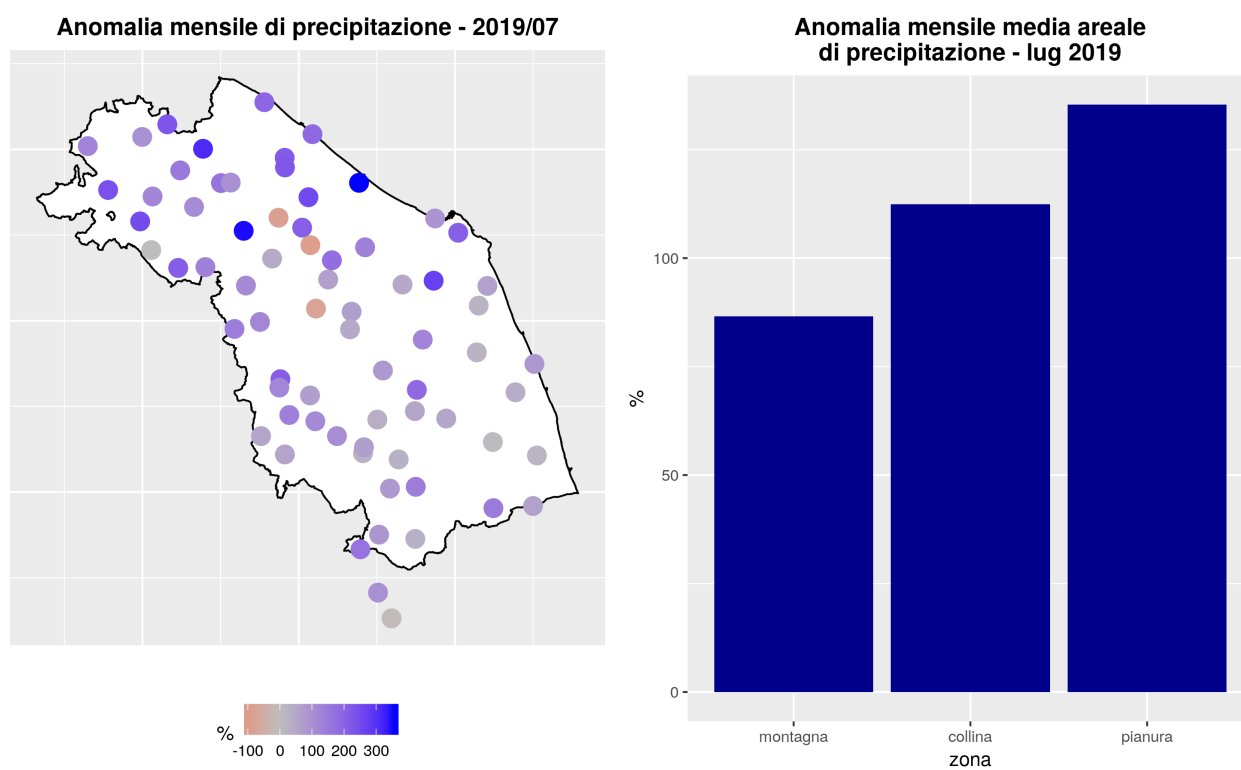 Anomalia mensile di precipitazione - 2019/07
%
-100 0 100 200 300
Anomalia mensile media areale
di precipitazione - lug 2019
%
100
50
0
montagna collina pianura
zona